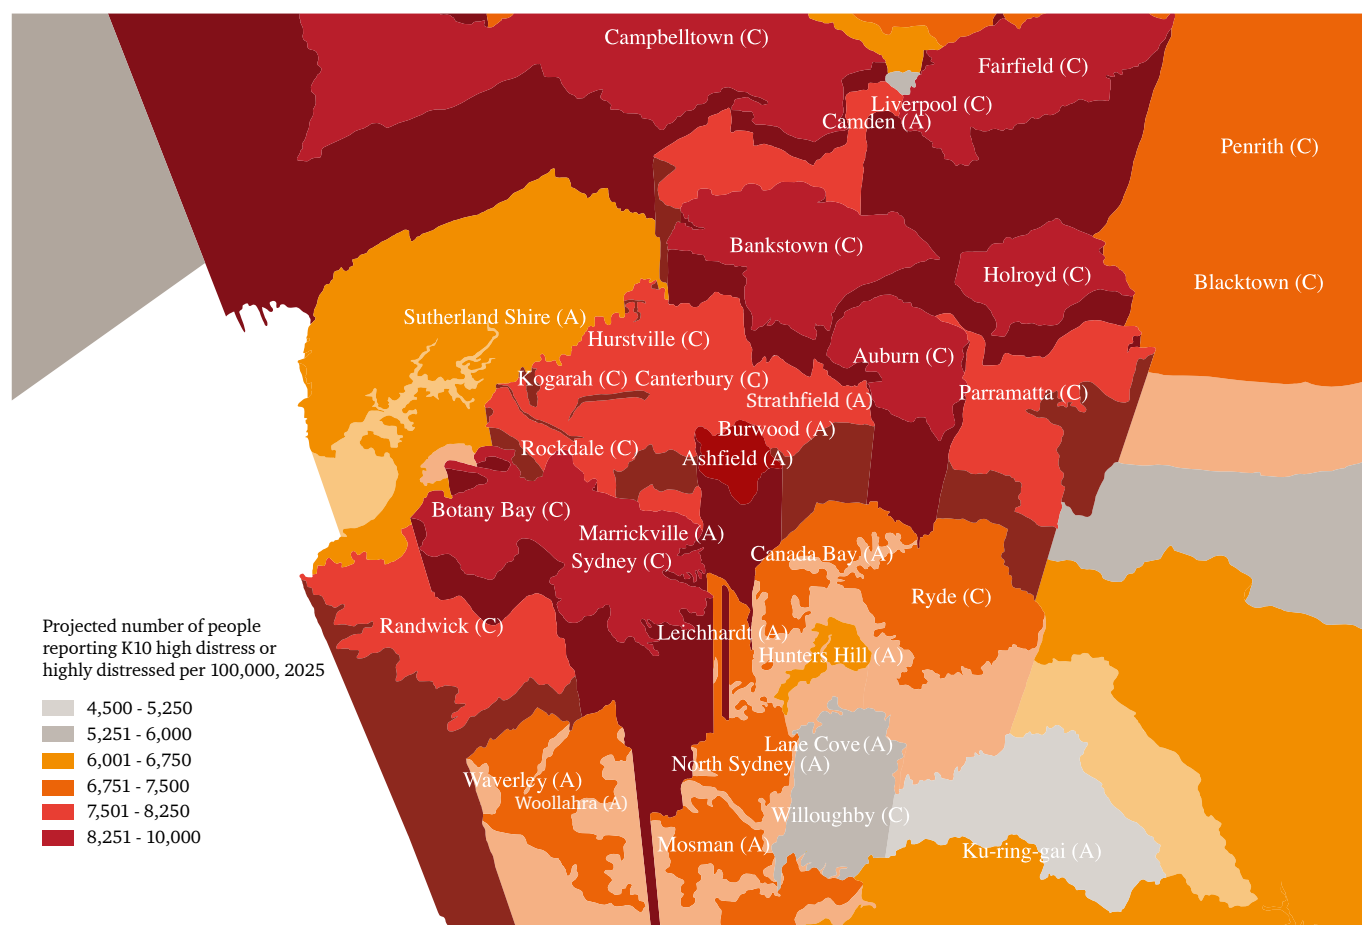 Campbelltown (C)
Fairfield (C)
Liverpool (C)
Camden (A)
Penrith (C)
Bankstown (C)
Holroyd (C)
Blacktown (C)
Sutherland Shire (A)
Hurstville (C)
Auburn (C)
Kogarah (C) Canterbury (C)
Parramatta (C)
Strathfield (A)
Burwood (A)
Rockdale (C)
Ashfield (A)
Botany Bay (C)
Marrickville (A)
Canada Bay (A)
Sydney (C)
Ryde (C)
Randwick (C)
Leichhardt (A)
Hunters Hill (A)
Projected number of people
reporting K10 high distress or
highly distressed per 100,000, 2025
4,500 - 5,250
5,251 - 6,000
6,001 - 6,750
6,751 - 7,500
7,501 - 8,250
8,251 - 10,000
Lane Cove (A)
North Sydney (A)
Waverley (A)
Woollahra (A)
Willoughby (C)
Mosman (A)
Ku-ring-gai (A)